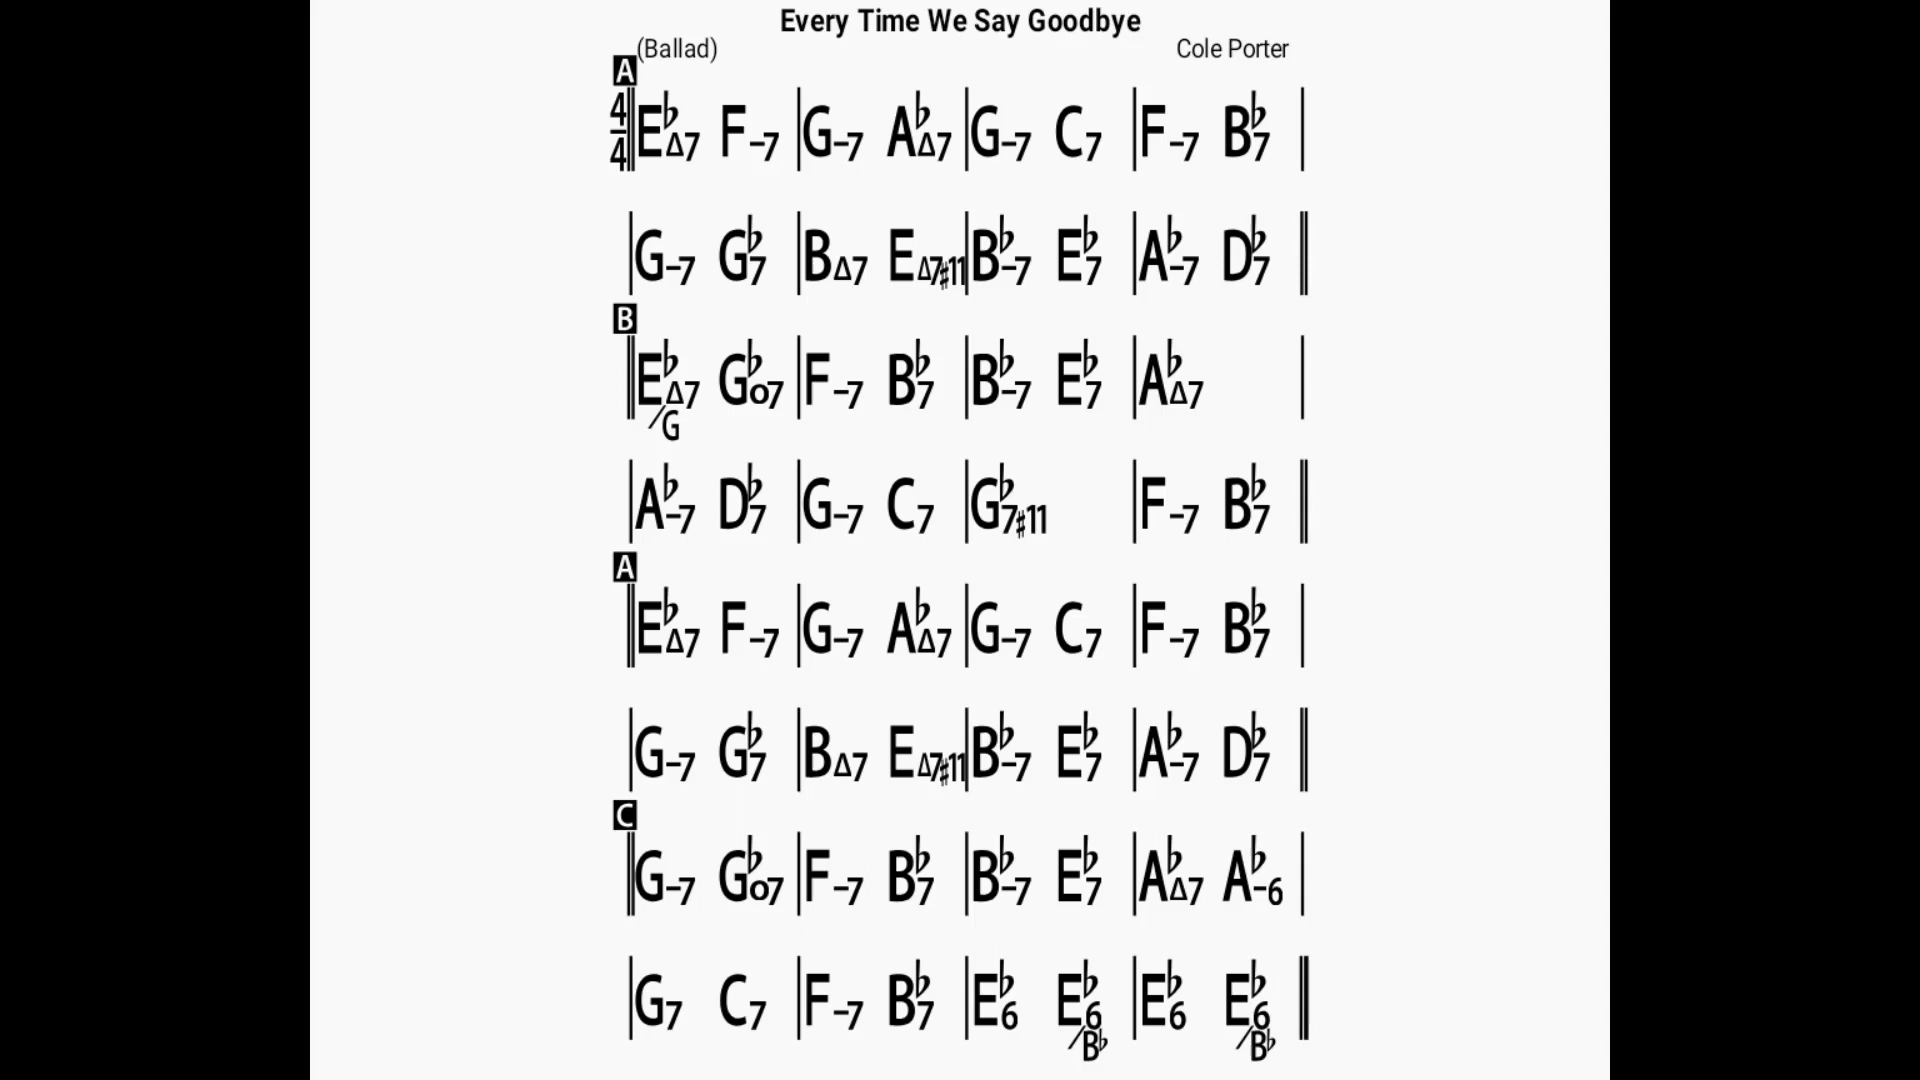 Every Time We Say Goodbye
(Ballad) Cole Porter
A
4/4 E♭Δ7 F-7 | G-7 A♭Δ7 | G-7 C7 | F-7 B♭7 |
| G-7 G♭7 | BΔ7 EΔ7♯11 | B♭-7 E♭7 | A♭-7 D♭7 ||
B
|| E♭Δ7/G G♭o7 | F-7 B♭7 | B♭-7 E♭7 | A♭Δ7 |
| A♭-7 D♭7 | G-7 C7 | G♭7♯11 | F-7 B♭7 ||
A
|| E♭Δ7 F-7 | G-7 A♭Δ7 | G-7 C7 | F-7 B♭7 |
| G-7 G♭7 | BΔ7 EΔ7♯11 | B♭-7 E♭7 | A♭-7 D♭7 ||
C
|| G-7 G♭o7 | F-7 B♭7 | B♭-7 E♭7 | A♭Δ7 A♭-6 |
| G7 C7 | F-7 B♭7 | E♭6 E♭6/B♭ | E♭6 E♭6/B♭ ||